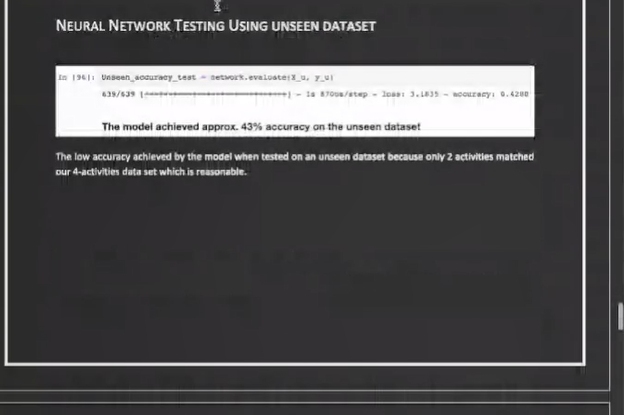 NEURAL NETWORK TESTING USING UNSEEN DATASET
In [96]: Unseen_accuracy_test = network.evaluate(X_u, y_u)
639/639 [==============================] - 1s 870us/step - loss: 3.1835 - accuracy: 0.4280
The model achieved approx. 43% accuracy on the unseen dataset
The low accuracy achieved by the model when tested on an unseen dataset because only 2 activities matched
our 4-activities data set which is reasonable.